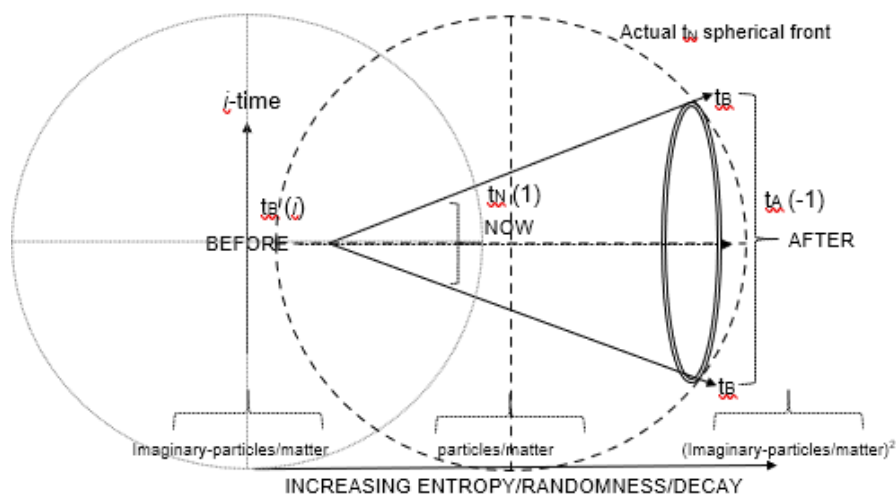 Actual tN spherical front
i-time
tB
tB'(i)
tN (1)
tA (-1)
NOW
BEFORE
AFTER
tB
Imaginary-particles/matter
particles/matter
(Imaginary-particles/matter)²
INCREASING ENTROPY/RANDOMNESS/DECAY